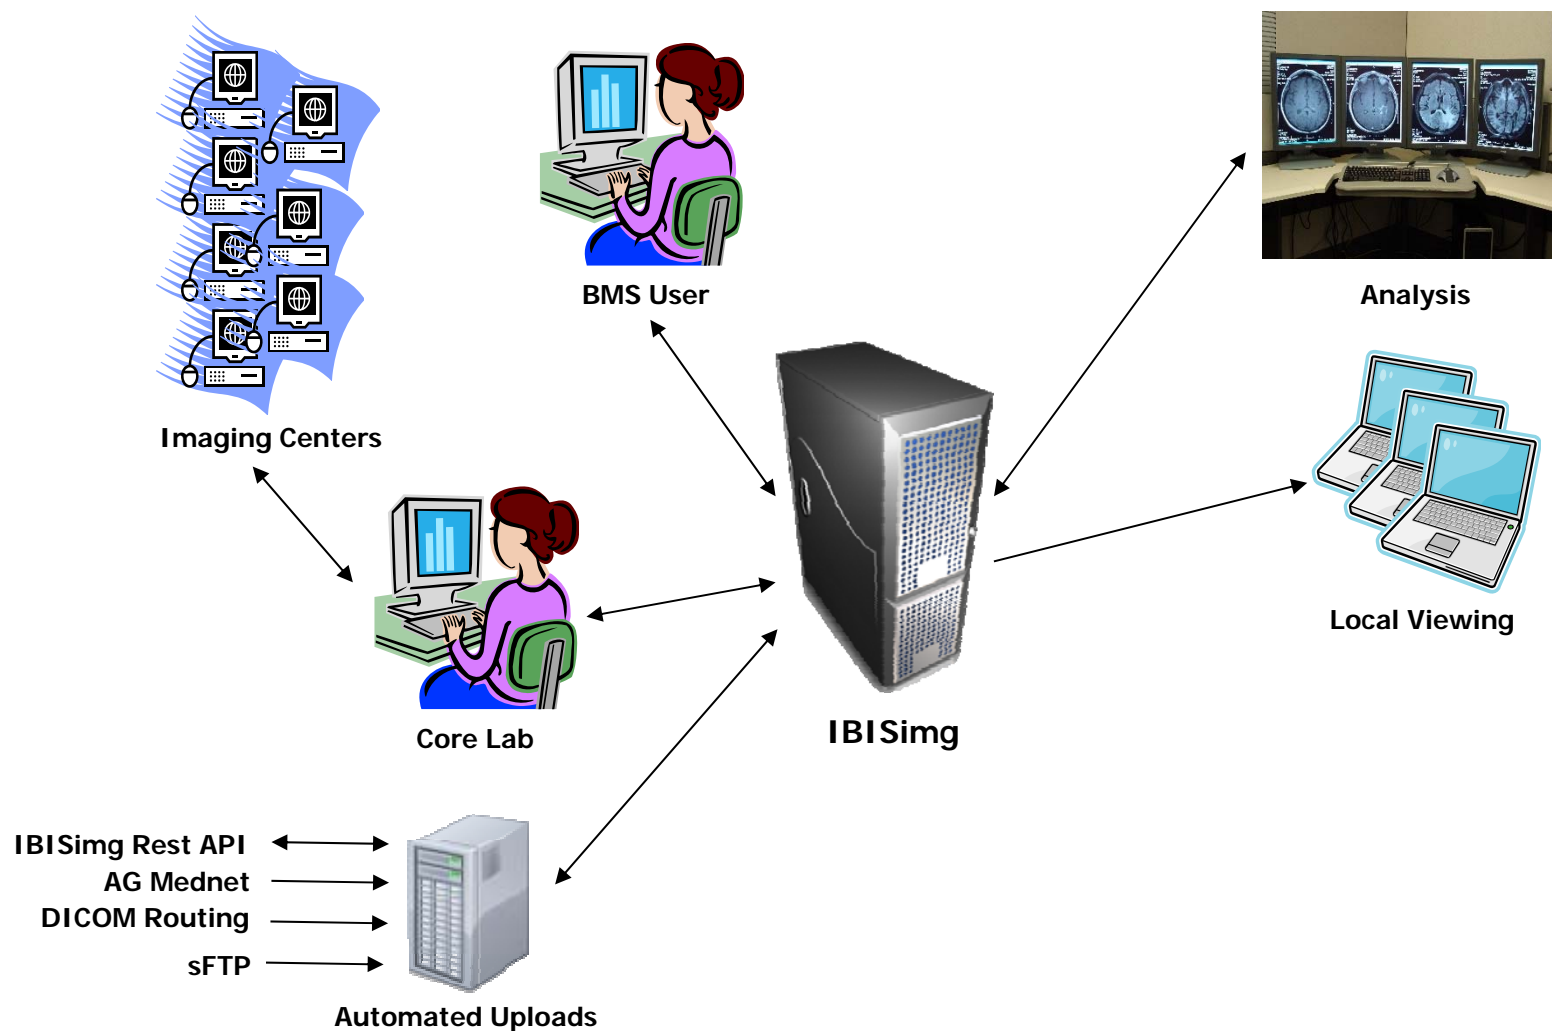 BMS User
Analysis
Imaging Centers
Local Viewing
Core Lab
IBISimg
IBISimg Rest API
AG Mednet
DICOM Routing
sFTP
Automated Uploads